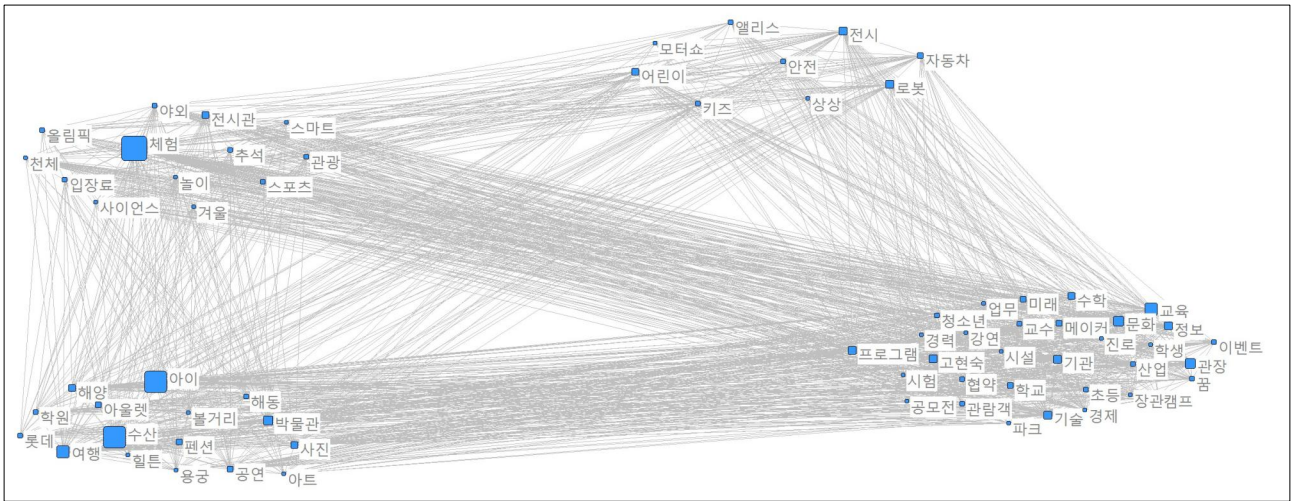 앨리스
전시
모터쇼
자동차
안전
어린이
로봇
키즈
상상
야외
전시관
스마트
올림픽
체험
추석
관광
천체
입장료
놀이
스포츠
사이언스
겨울
업무
미래
수학
교육
청소년
교수
메이커
문화
정보
경력
강연
진로
학생
이벤트
프로그램
고현숙
시설
기관
산업
관장
시험
협약
학교
초등
장관캠프
꿈
공모전
관람객
기술
경제
파크
아이
해양
해동
학원
아울렛
볼거리
박물관
롯데
수산
여행
펜션
사진
힐튼
용궁
공연
아트